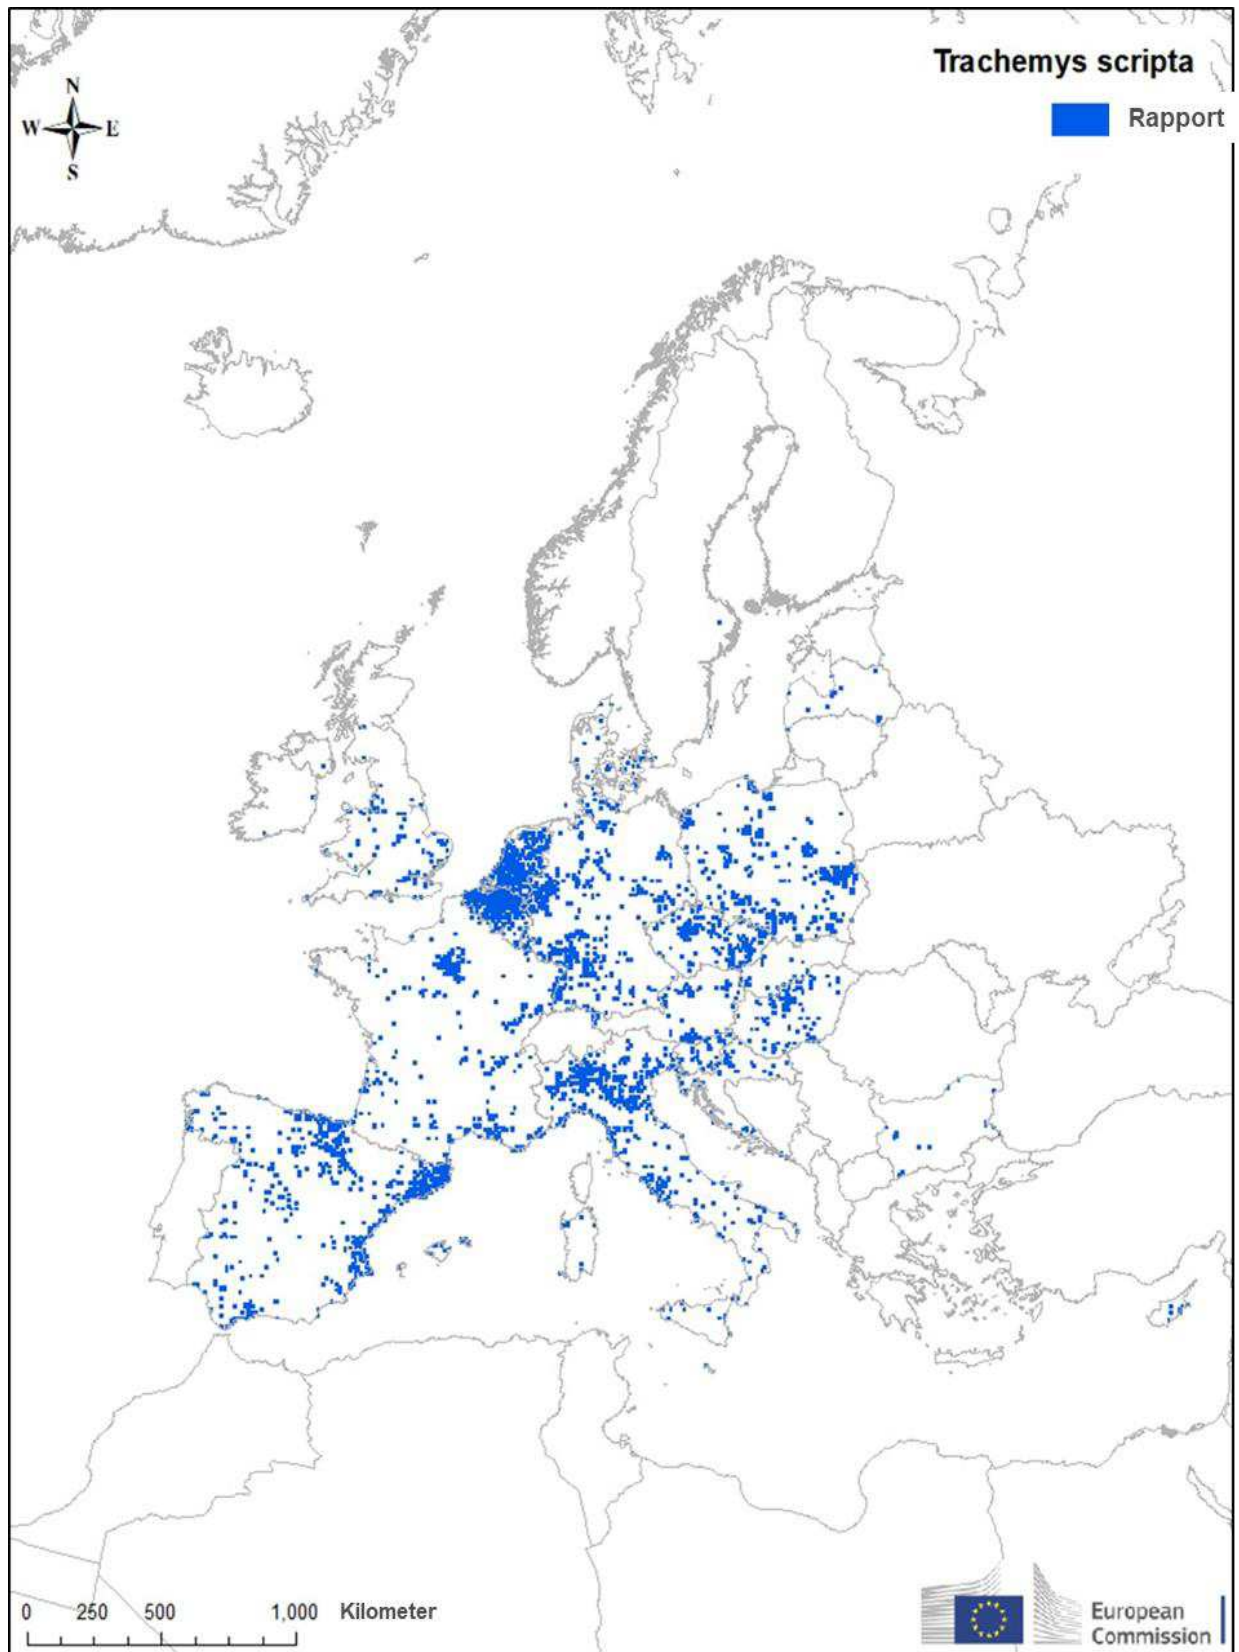 Trachemys scripta
Rapport
N
W E
S
0 250 500 1,000 Kilometer
European
Commission